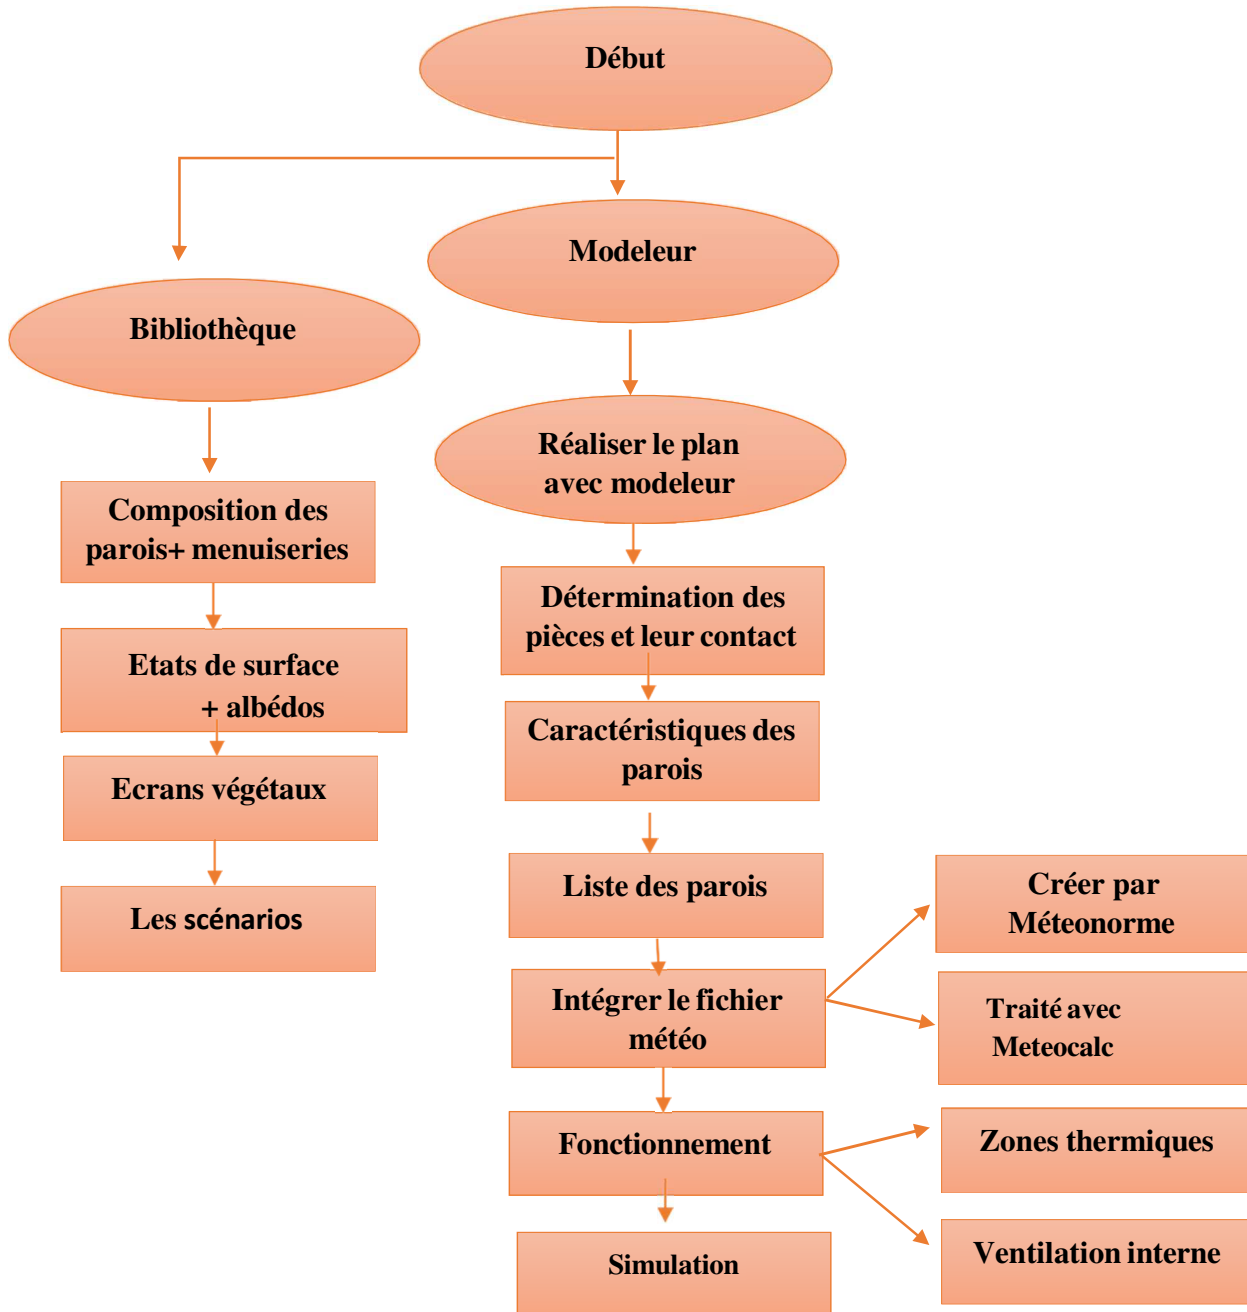 Début
Modeleur
Bibliothèque
Réaliser le plan
avec modeleur
Composition des
parois+ menuiseries
Détermination des
pièces et leur contact
Etats de surface
+ albédos
Caractéristiques des
parois
Ecrans végétaux
Liste des parois
Les scénarios
Créer par
Méteonorme
Intégrer le fichier
météo
Traité avec
Meteocalc
Fonctionnement
Zones thermiques
Ventilation interne
Simulation